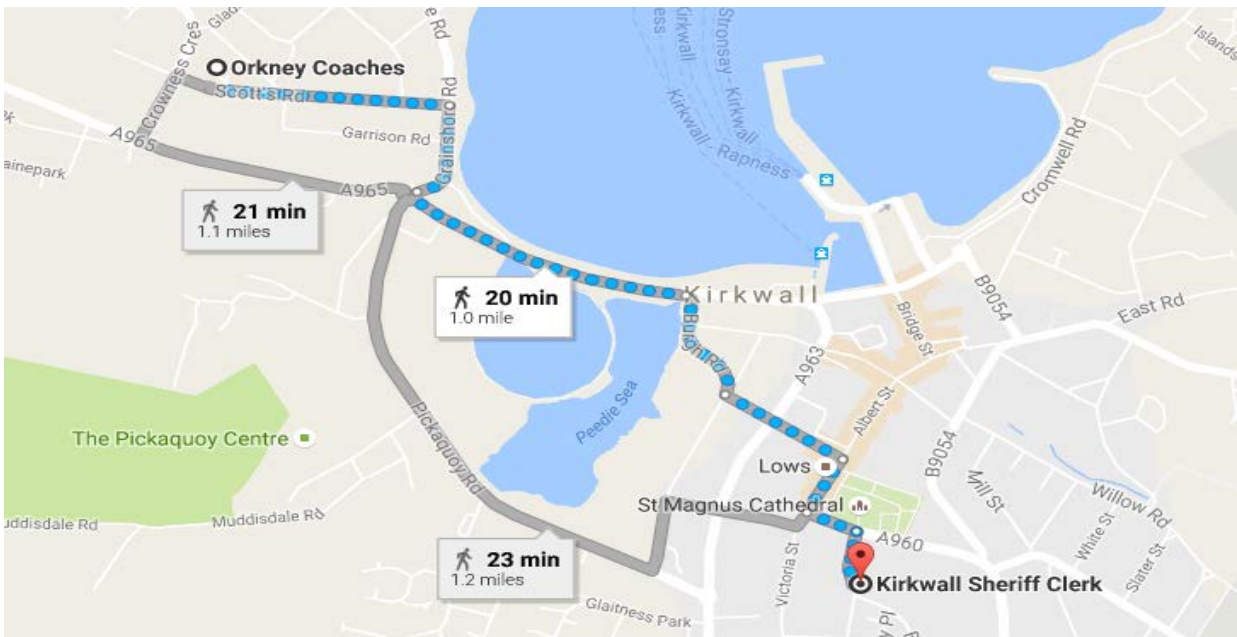 Orkney Coaches
Scotts Rd
Crowness Cres
Grainshore Rd
Garrison Rd
A965
A965
ainepark
21 min
1.1 miles
20 min
1.0 mile
Kirkwall
Stronsay - Kirkwall
Kirkwall
Kirkwall - Rapness
Cromwell Rd
Islands
B9054
East Rd
Bridge St
A963
Burgh Rd
Peedie Sea
Albert St
The Pickaquoy Centre
Pickaquoy Rd
Lows
B9054
Mill St
Willow Rd
St Magnus Cathedral
uddisdale Rd
Muddisdale Rd
A960
White St
Slater St
23 min
1.2 miles
Victoria St
Kirkwall Sheriff Clerk
Glaitness Park
y Pl